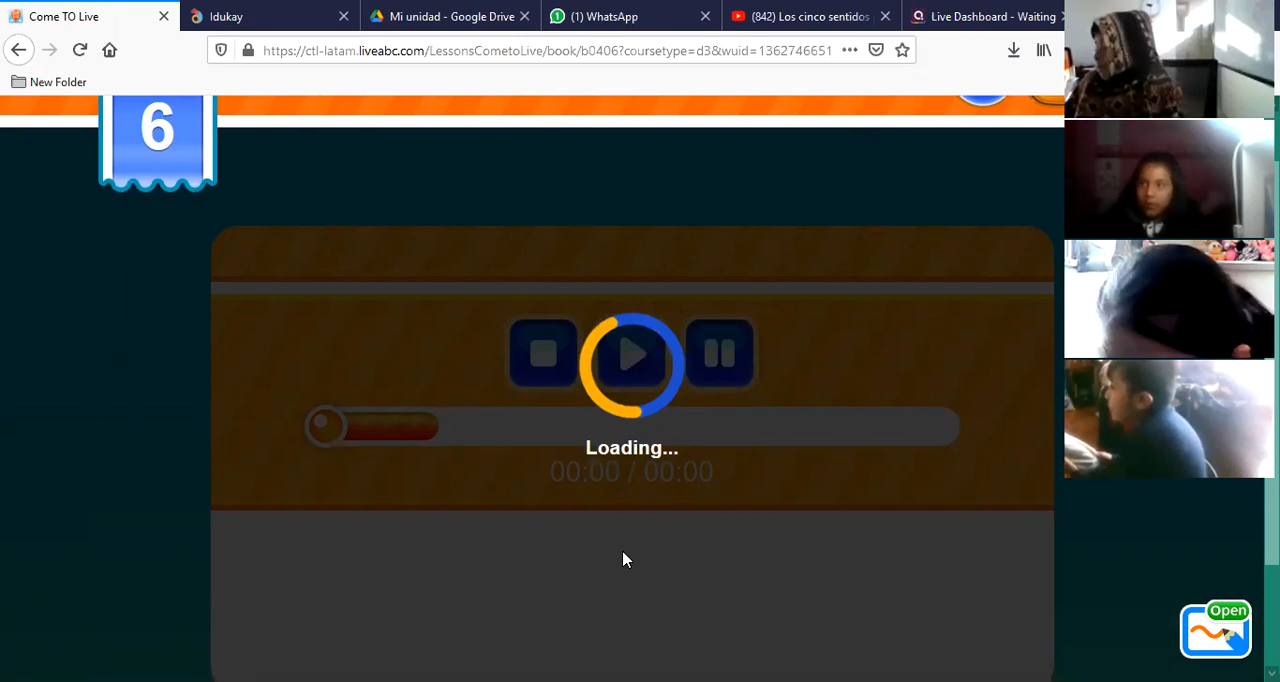 Come TO Live
Idukay
Mi unidad - Google Drive
(1) WhatsApp
(842) Los cinco sentidos
Live Dashboard - Waiting
https://ctl-latam.liveabc.com/LessonsCometoLive/book/b0406?coursetype=d3&wuid=1362746651
New Folder
6
Loading...
00:00 / 00:00
Open